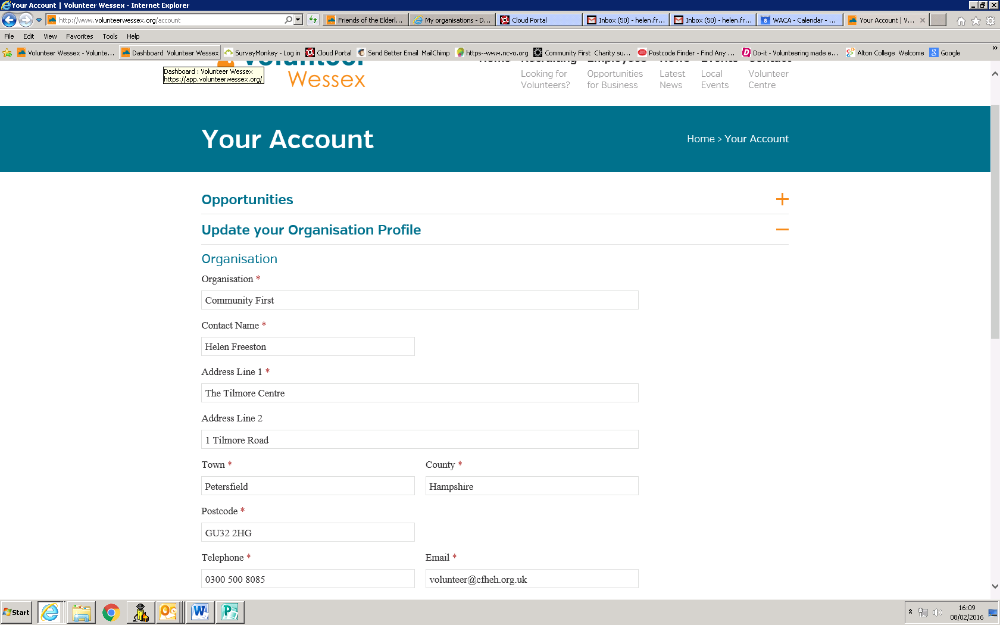 Your Account | Volunteer Wessex - Internet Explorer
http://www.volunteerwessex.org/account
Friends of the Elderl...
My organisations - D...
Cloud Portal
Inbox (50) - helen.fr...
Inbox (50) - helen.fr...
WACA - Calendar - ...
Your Account | V...
File Edit View Favorites Tools Help
Volunteer Wessex - Volunte...
Dashboard Volunteer Wessex
SurveyMonkey - Log in
Cloud Portal
Send Better Email MailChimp
https--www.ncvo.org
Community First Charity su...
Postcode Finder - Find Any ...
Do-it - Volunteering made e...
Alton College Welcome
Google
Dashboard : Volunteer Wessex
https://app.volunteerwessex.org/
Volunteer
Wessex
Home Recruiting Employees News Events Contact
Looking for
Volunteers?
Opportunities
for Business
Latest
News
Local
Events
Volunteer
Centre
Your Account
Home > Your Account
Opportunities
Update your Organisation Profile
Organisation
Organisation *
Community First
Contact Name *
Helen Freeston
Address Line 1 *
The Tilmore Centre
Address Line 2
1 Tilmore Road
Town *
County *
Petersfield
Hampshire
Postcode *
GU32 2HG
Telephone *
Email *
0300 500 8085
volunteer@cfheh.org.uk
Start
16:09
08/02/2016